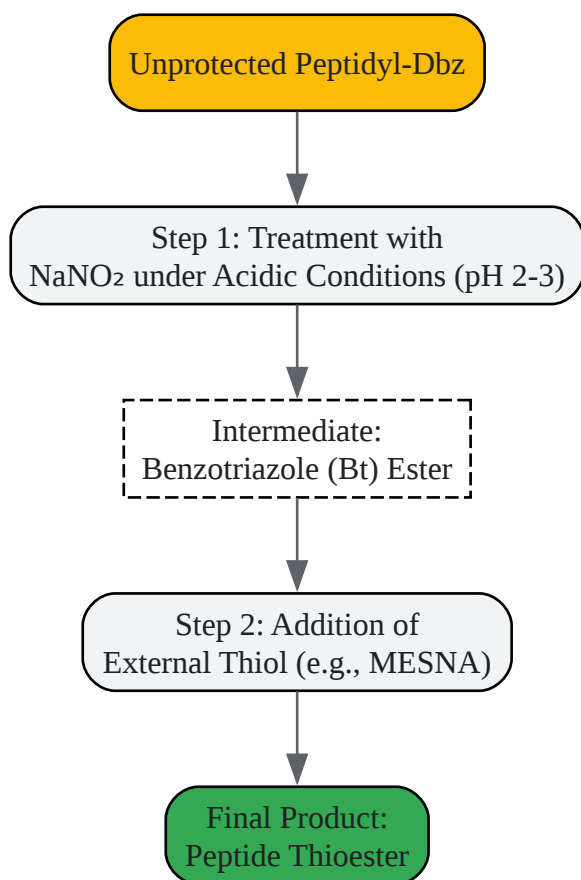 Unprotected Peptidyl-Dbz
Step 1: Treatment with
NaNO₂ under Acidic Conditions (pH 2-3)
Intermediate:
Benzotriazole (Bt) Ester
Step 2: Addition of
External Thiol (e.g., MESNA)
Final Product:
Peptide Thioester